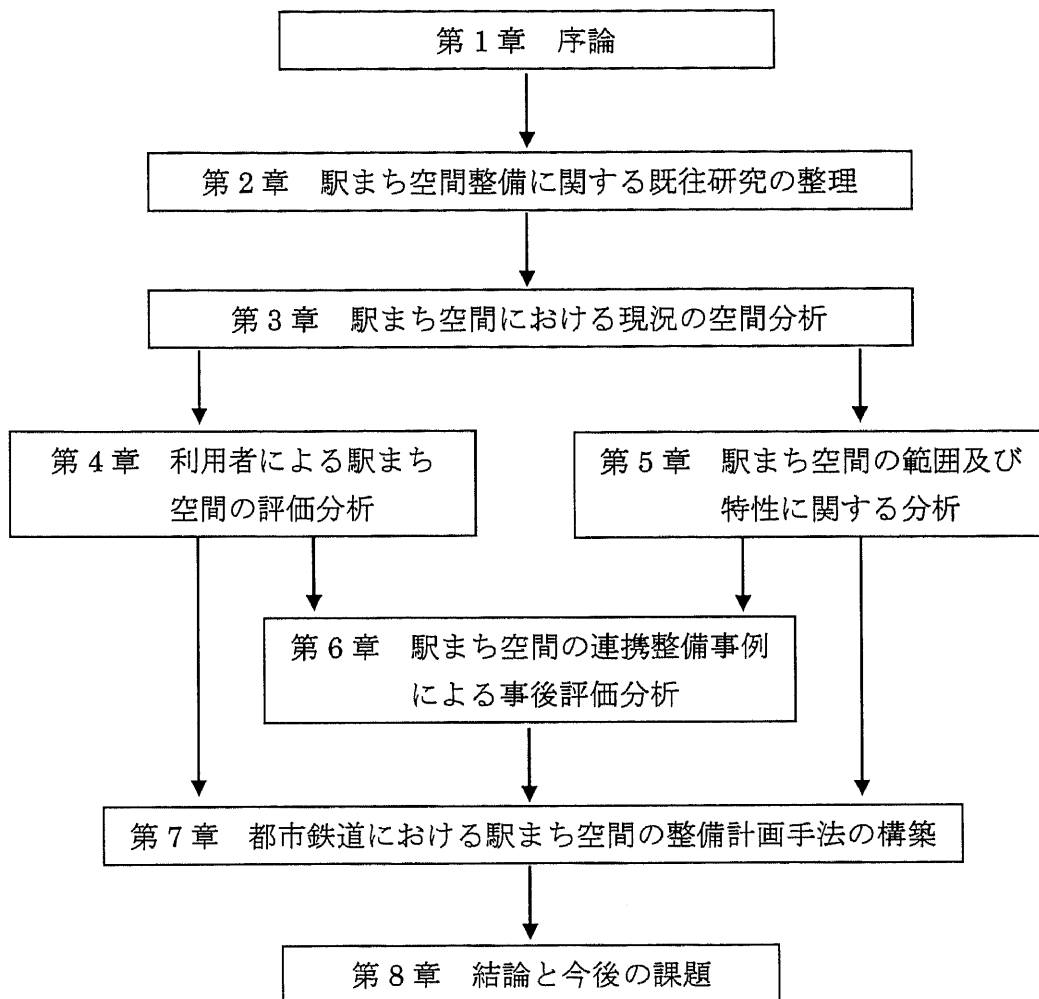 第1章 序論
第2章 駅まち空間整備に関する既往研究の整理
第3章 駅まち空間における現況の空間分析
第4章 利用者による駅まち
空間の評価分析
第5章 駅まち空間の範囲及び
特性に関する分析
第6章 駅まち空間の連携整備事例
による事後評価分析
第7章 都市鉄道における駅まち空間の整備計画手法の構築
第8章 結論と今後の課題